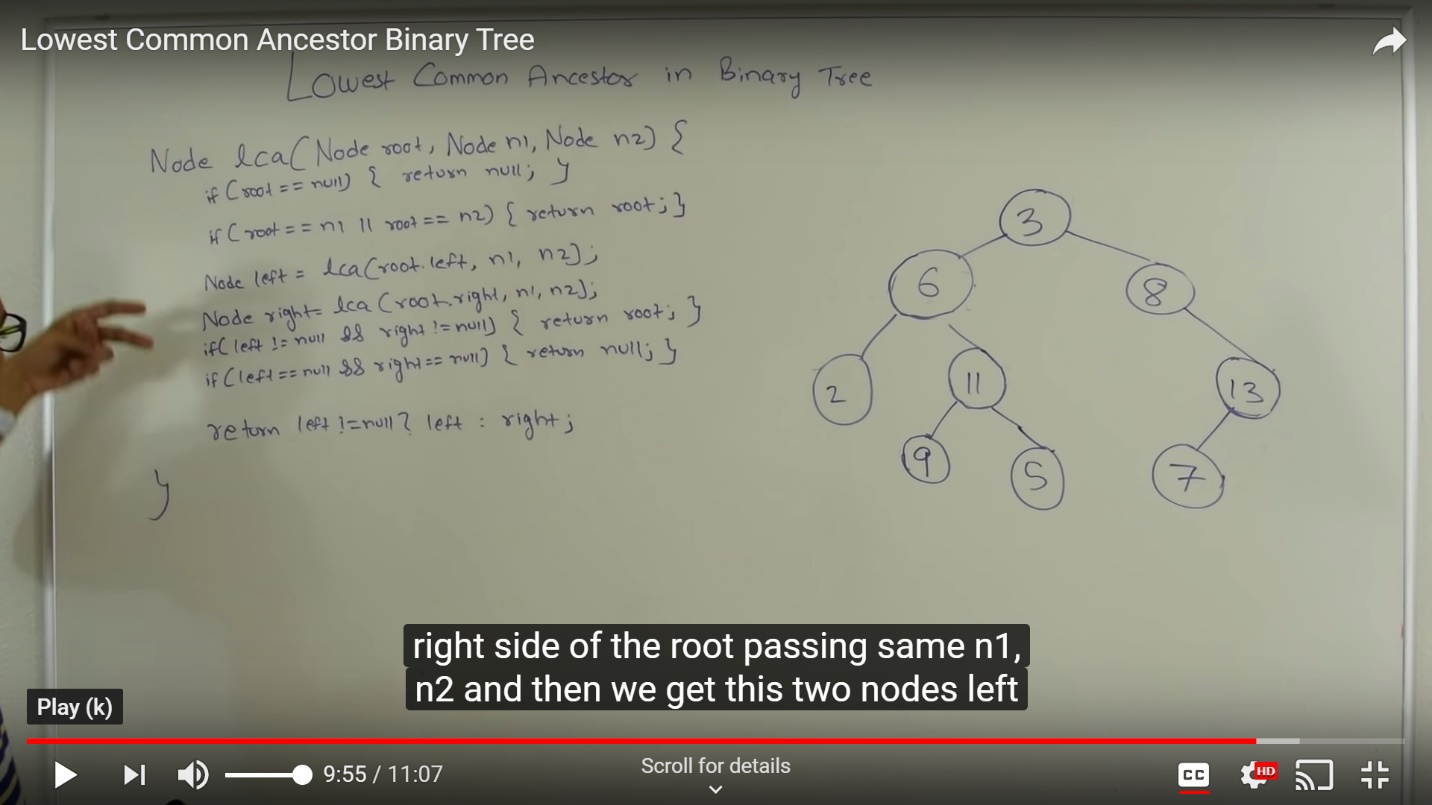 Lowest Common Ancestor Binary Tree
Lowest Common Ancestor in Binary Tree
Node lca(Node root, Node n1, Node n2) {
if (root == null) { return null; }
if (root == n1 || root == n2) { return root; }
Node left = lca(root.left, n1, n2);
Node right = lca(root.right, n1, n2);
if (left != null && right != null) { return root; }
if (left == null && right == null) { return null; }
return left != null ? left : right;
}
3
6
8
2
11
13
9
5
7
right side of the root passing same n1,
n2 and then we get this two nodes left
Play (k)
9:55 / 11:07
Scroll for details
CC
HD